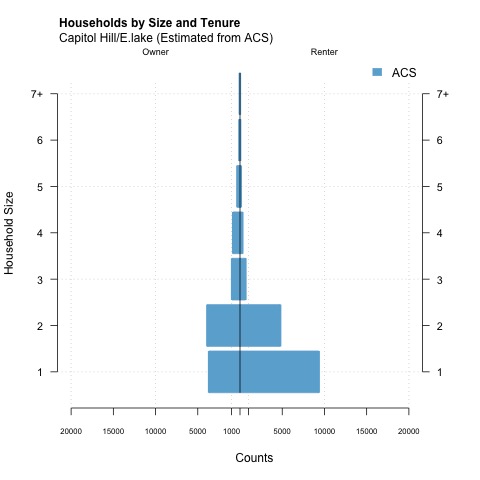 Households by Size and Tenure
Capitol Hill/E.lake (Estimated from ACS)
Owner Renter
ACS
7+ 7+
6 6
5 5
4 4
3 3
2 2
1 1
Household Size
20000 15000 10000 5000 1000 5000 10000 15000 20000
Counts